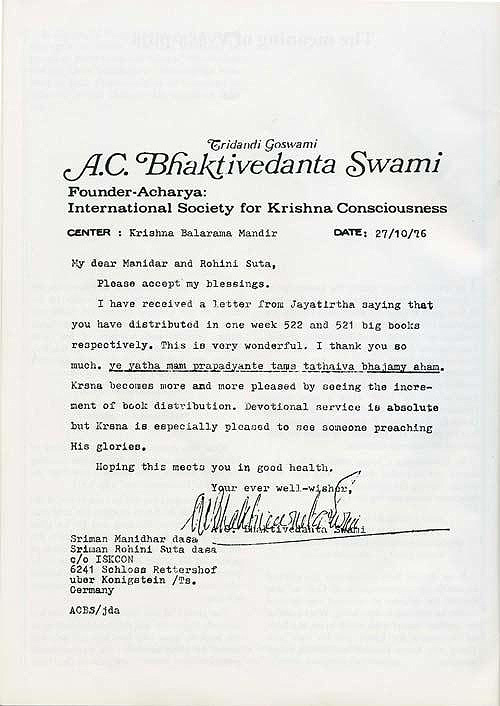 Tridandi Goswami
A.C. Bhaktivedanta Swami
Founder-Acharya:
International Society for Krishna Consciousness
CENTER : Krishna Balarama Mandir DATE: 27/10/76
My dear Manidar and Rohini Suta,
Please accept my blessings.
I have received a letter from Jayatirtha saying that
you have distributed in one week 522 and 521 big books
respectively. This is very wonderful. I thank you so
much. ye yatha mam prapadyante tams tathaiva bhajamy aham.
Krsna becomes more and more pleased by seeing the incre-
ment of book distribution. Devotional service is absolute
but Krsna is especially pleased to see someone preaching
His glories.
Hoping this meets you in good health,
Your ever well-wisher,
A.C. Bhaktivedanta Swami
A.C. Bhaktivedanta Swami
Sriman Manidhar dasa
Sriman Rohini Suta dasa
c/o ISKCON
6241 Schloss Rettershof
uber Konigstein /Ts.
Germany
ACBS/jda